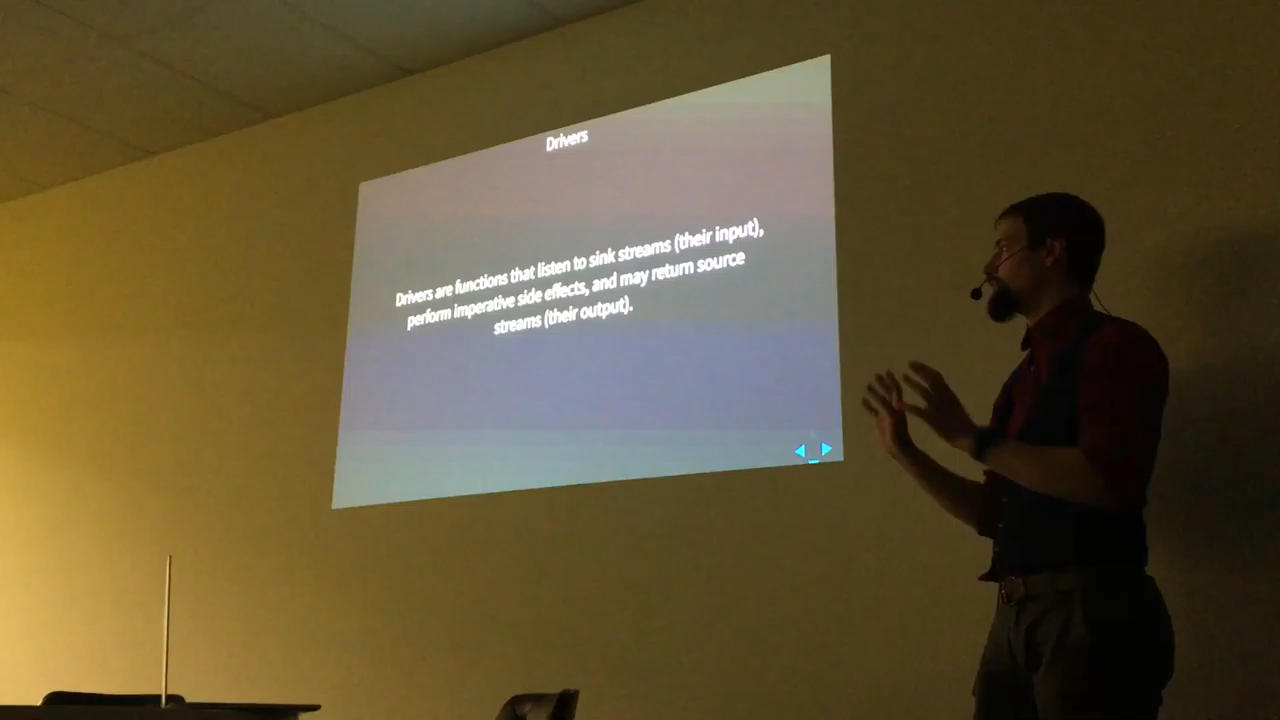 Drivers
Drivers are functions that listen to sink streams (their input),
perform imperative side effects, and may return source
streams (their output).